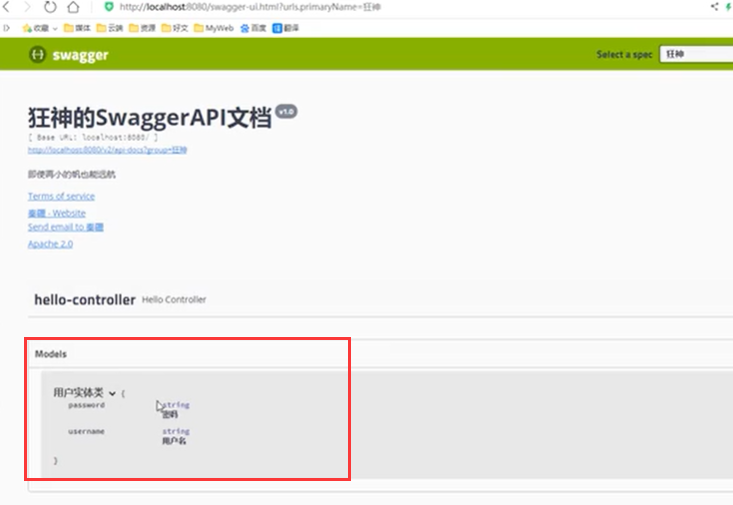 http://localhost:8080/swagger-ui.html?urls.primaryName=狂神
收藏 媒体 云端 资源 好文 MyWeb 百度 翻译
swagger Select a spec 狂神
狂神的SwaggerAPI文档 v1.0
[ Base URL: localhost:8080/ ]
http://localhost:8080/v2/api-docs?group=狂神
即使再小的帆也能远航
Terms of service
秦疆 - Website
Send email to 秦疆
Apache 2.0
hello-controller Hello Controller
Models
用户实体类 {
password string
密码
username string
用户名
}